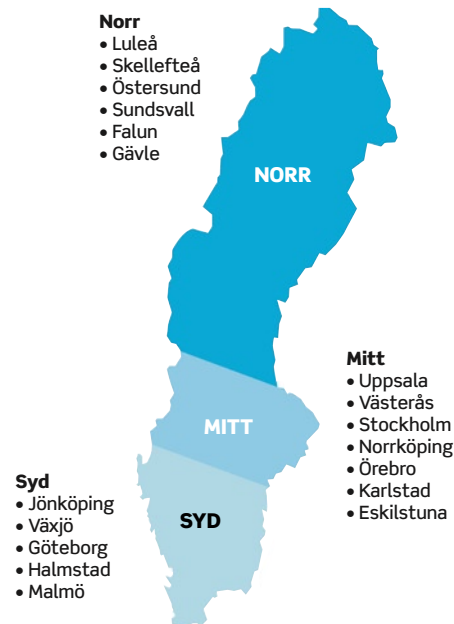 Norr
• Luleå
• Skellefteå
• Östersund
• Sundsvall
• Falun
• Gävle
NORR
Mitt
• Uppsala
• Västerås
• Stockholm
• Norrköping
• Örebro
• Karlstad
• Eskilstuna
MITT
Syd
• Jönköping
• Växjö
• Göteborg
• Halmstad
• Malmö
SYD